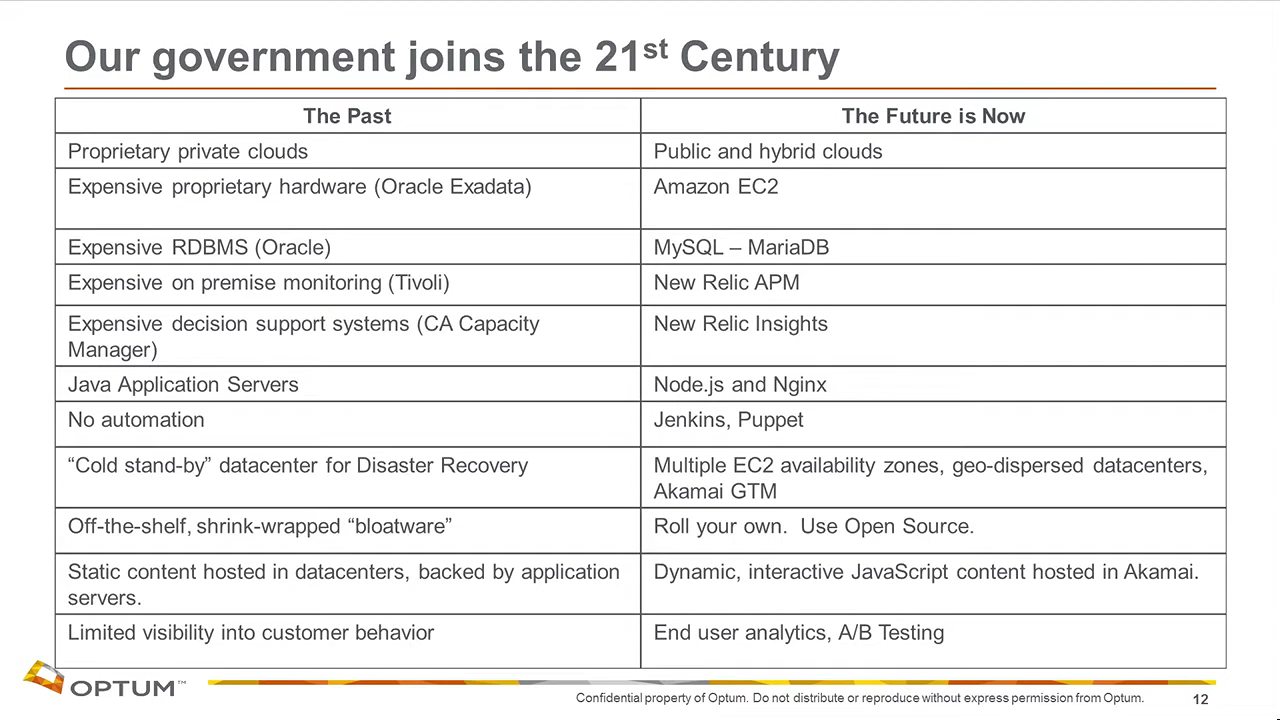 Our government joins the 21st Century
The Past
The Future is Now
Proprietary private clouds
Public and hybrid clouds
Expensive proprietary hardware (Oracle Exadata)
Amazon EC2
Expensive RDBMS (Oracle)
MySQL – MariaDB
Expensive on premise monitoring (Tivoli)
New Relic APM
Expensive decision support systems (CA Capacity
Manager)
New Relic Insights
Java Application Servers
Node.js and Nginx
No automation
Jenkins, Puppet
“Cold stand-by” datacenter for Disaster Recovery
Multiple EC2 availability zones, geo-dispersed datacenters,
Akamai GTM
Off-the-shelf, shrink-wrapped “bloatware”
Roll your own.  Use Open Source.
Static content hosted in datacenters, backed by application
servers.
Dynamic, interactive JavaScript content hosted in Akamai.
Limited visibility into customer behavior
End user analytics, A/B Testing
OPTUM™
Confidential property of Optum. Do not distribute or reproduce without express permission from Optum.
12